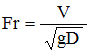 Fr = V / √gD